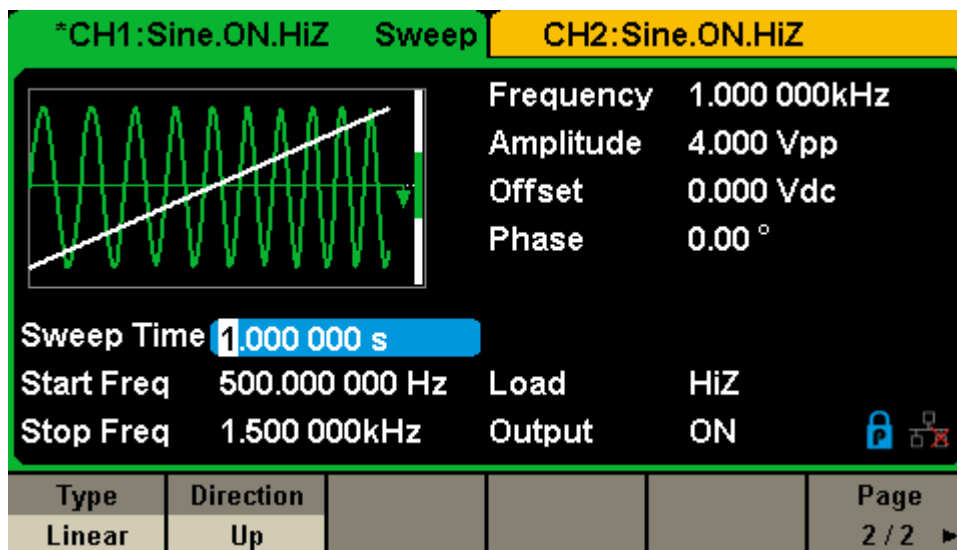 *CH1:Sine.ON.HiZ Sweep CH2:Sine.ON.HiZ
Frequency 1.000 000kHz
Amplitude 4.000 Vpp
Offset 0.000 Vdc
Phase 0.00 °
Sweep Time 1.000 000 s
Start Freq 500.000 000 Hz Load HiZ
Stop Freq 1.500 000kHz Output ON P
Type Direction Page
Linear Up 2 / 2